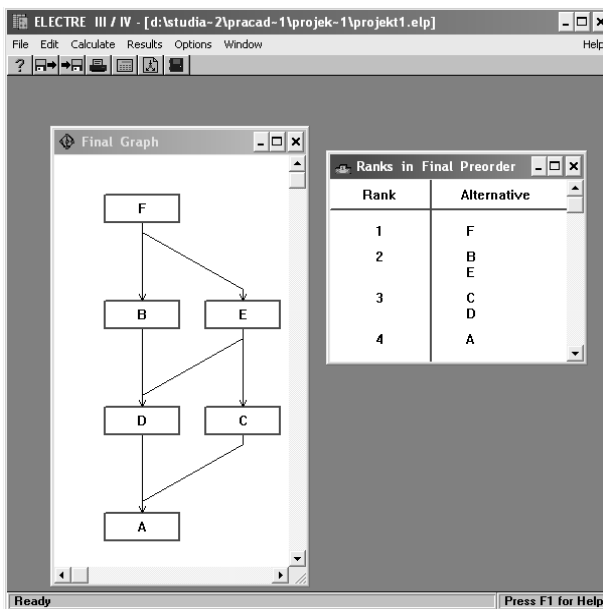 ELECTRE III / IV - [d:\studia~2\pracad~1\projek~1\projekt1.elp]
File Edit Calculate Results Options Window Help
Final Graph
F
B E
D C
A
Ranks in Final Preorder
Rank Alternative
1 F
2 B
E
3 C
D
4 A
Ready Press F1 for Help